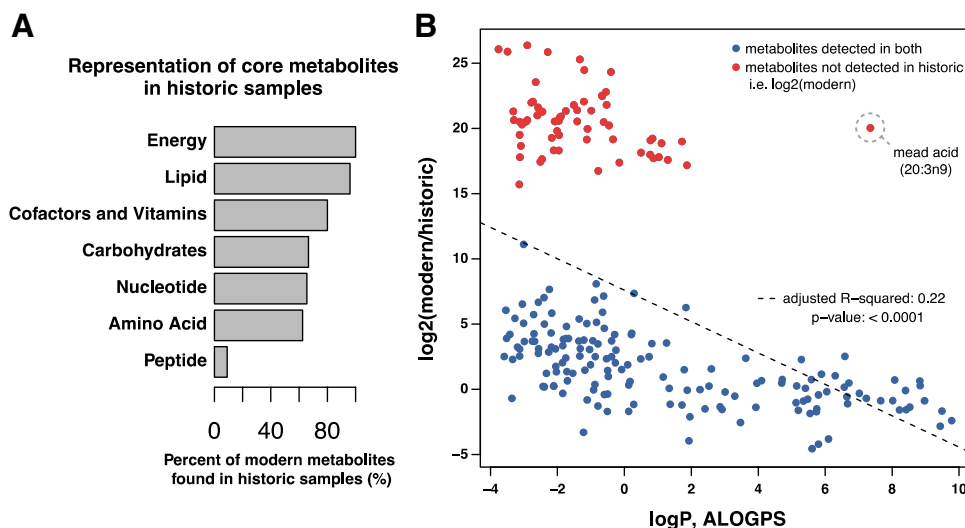 A
Representation of core metabolites
in historic samples
Energy
Lipid
Cofactors and Vitamins
Carbohydrates
Nucleotide
Amino Acid
Peptide
0 40 80
Percent of modern metabolites
found in historic samples (%)
B
log2(modern/historic)
25
20
15
10
5
0
−5
metabolites detected in both
metabolites not detected in historic
i.e. log2(modern)
mead acid
(20:3n9)
adjusted R−squared: 0.22
p-value: < 0.0001
−4 −2 0 2 4 6 8 10
logP, ALOGPS